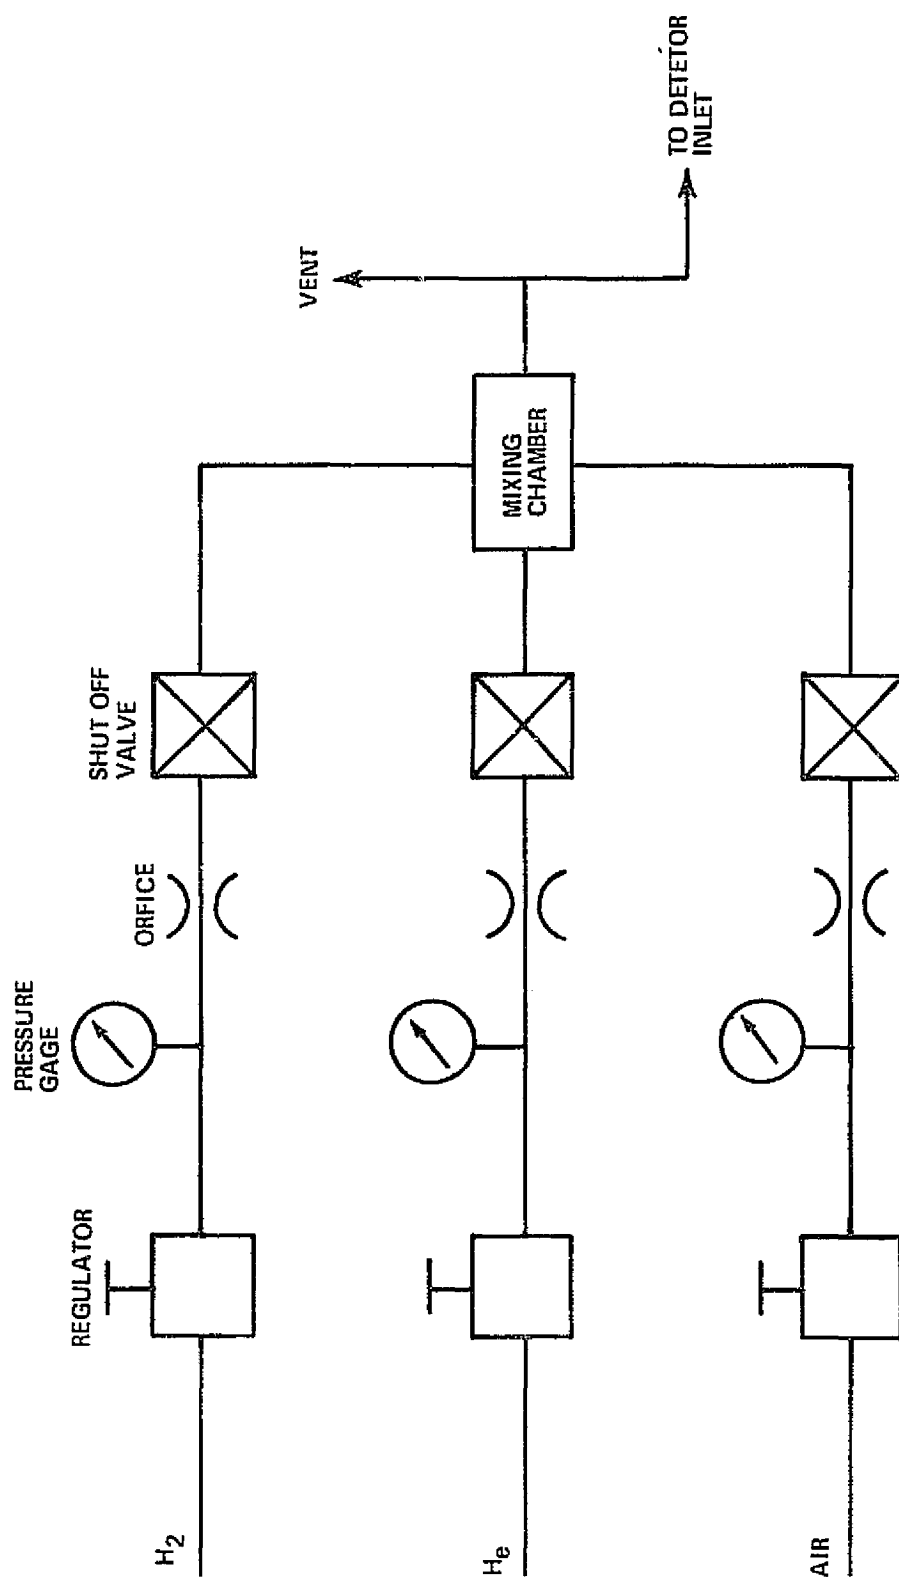 PRESSURE
GAGE
REGULATOR
ORFICE
SHUT OFF
VALVE
VENT
TO DETETOR
INLET
MIXING
CHAMBER
H2
He
AIR